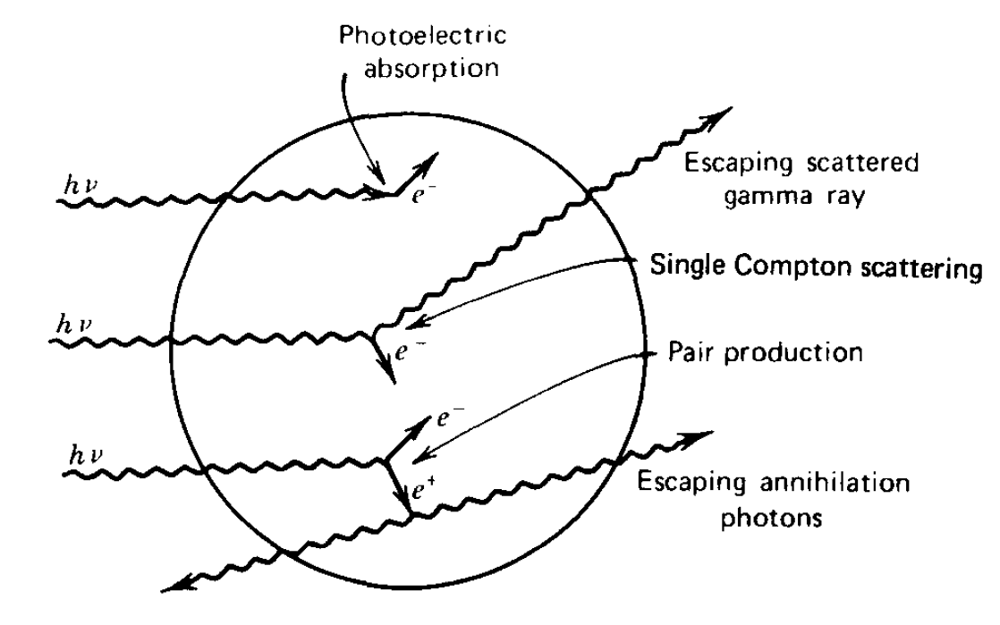 Photoelectric
absorption
hν
e⁻
Escaping scattered
gamma ray
Single Compton scattering
hν
e⁻
Pair production
e⁻
hν
e⁺
Escaping annihilation
photons